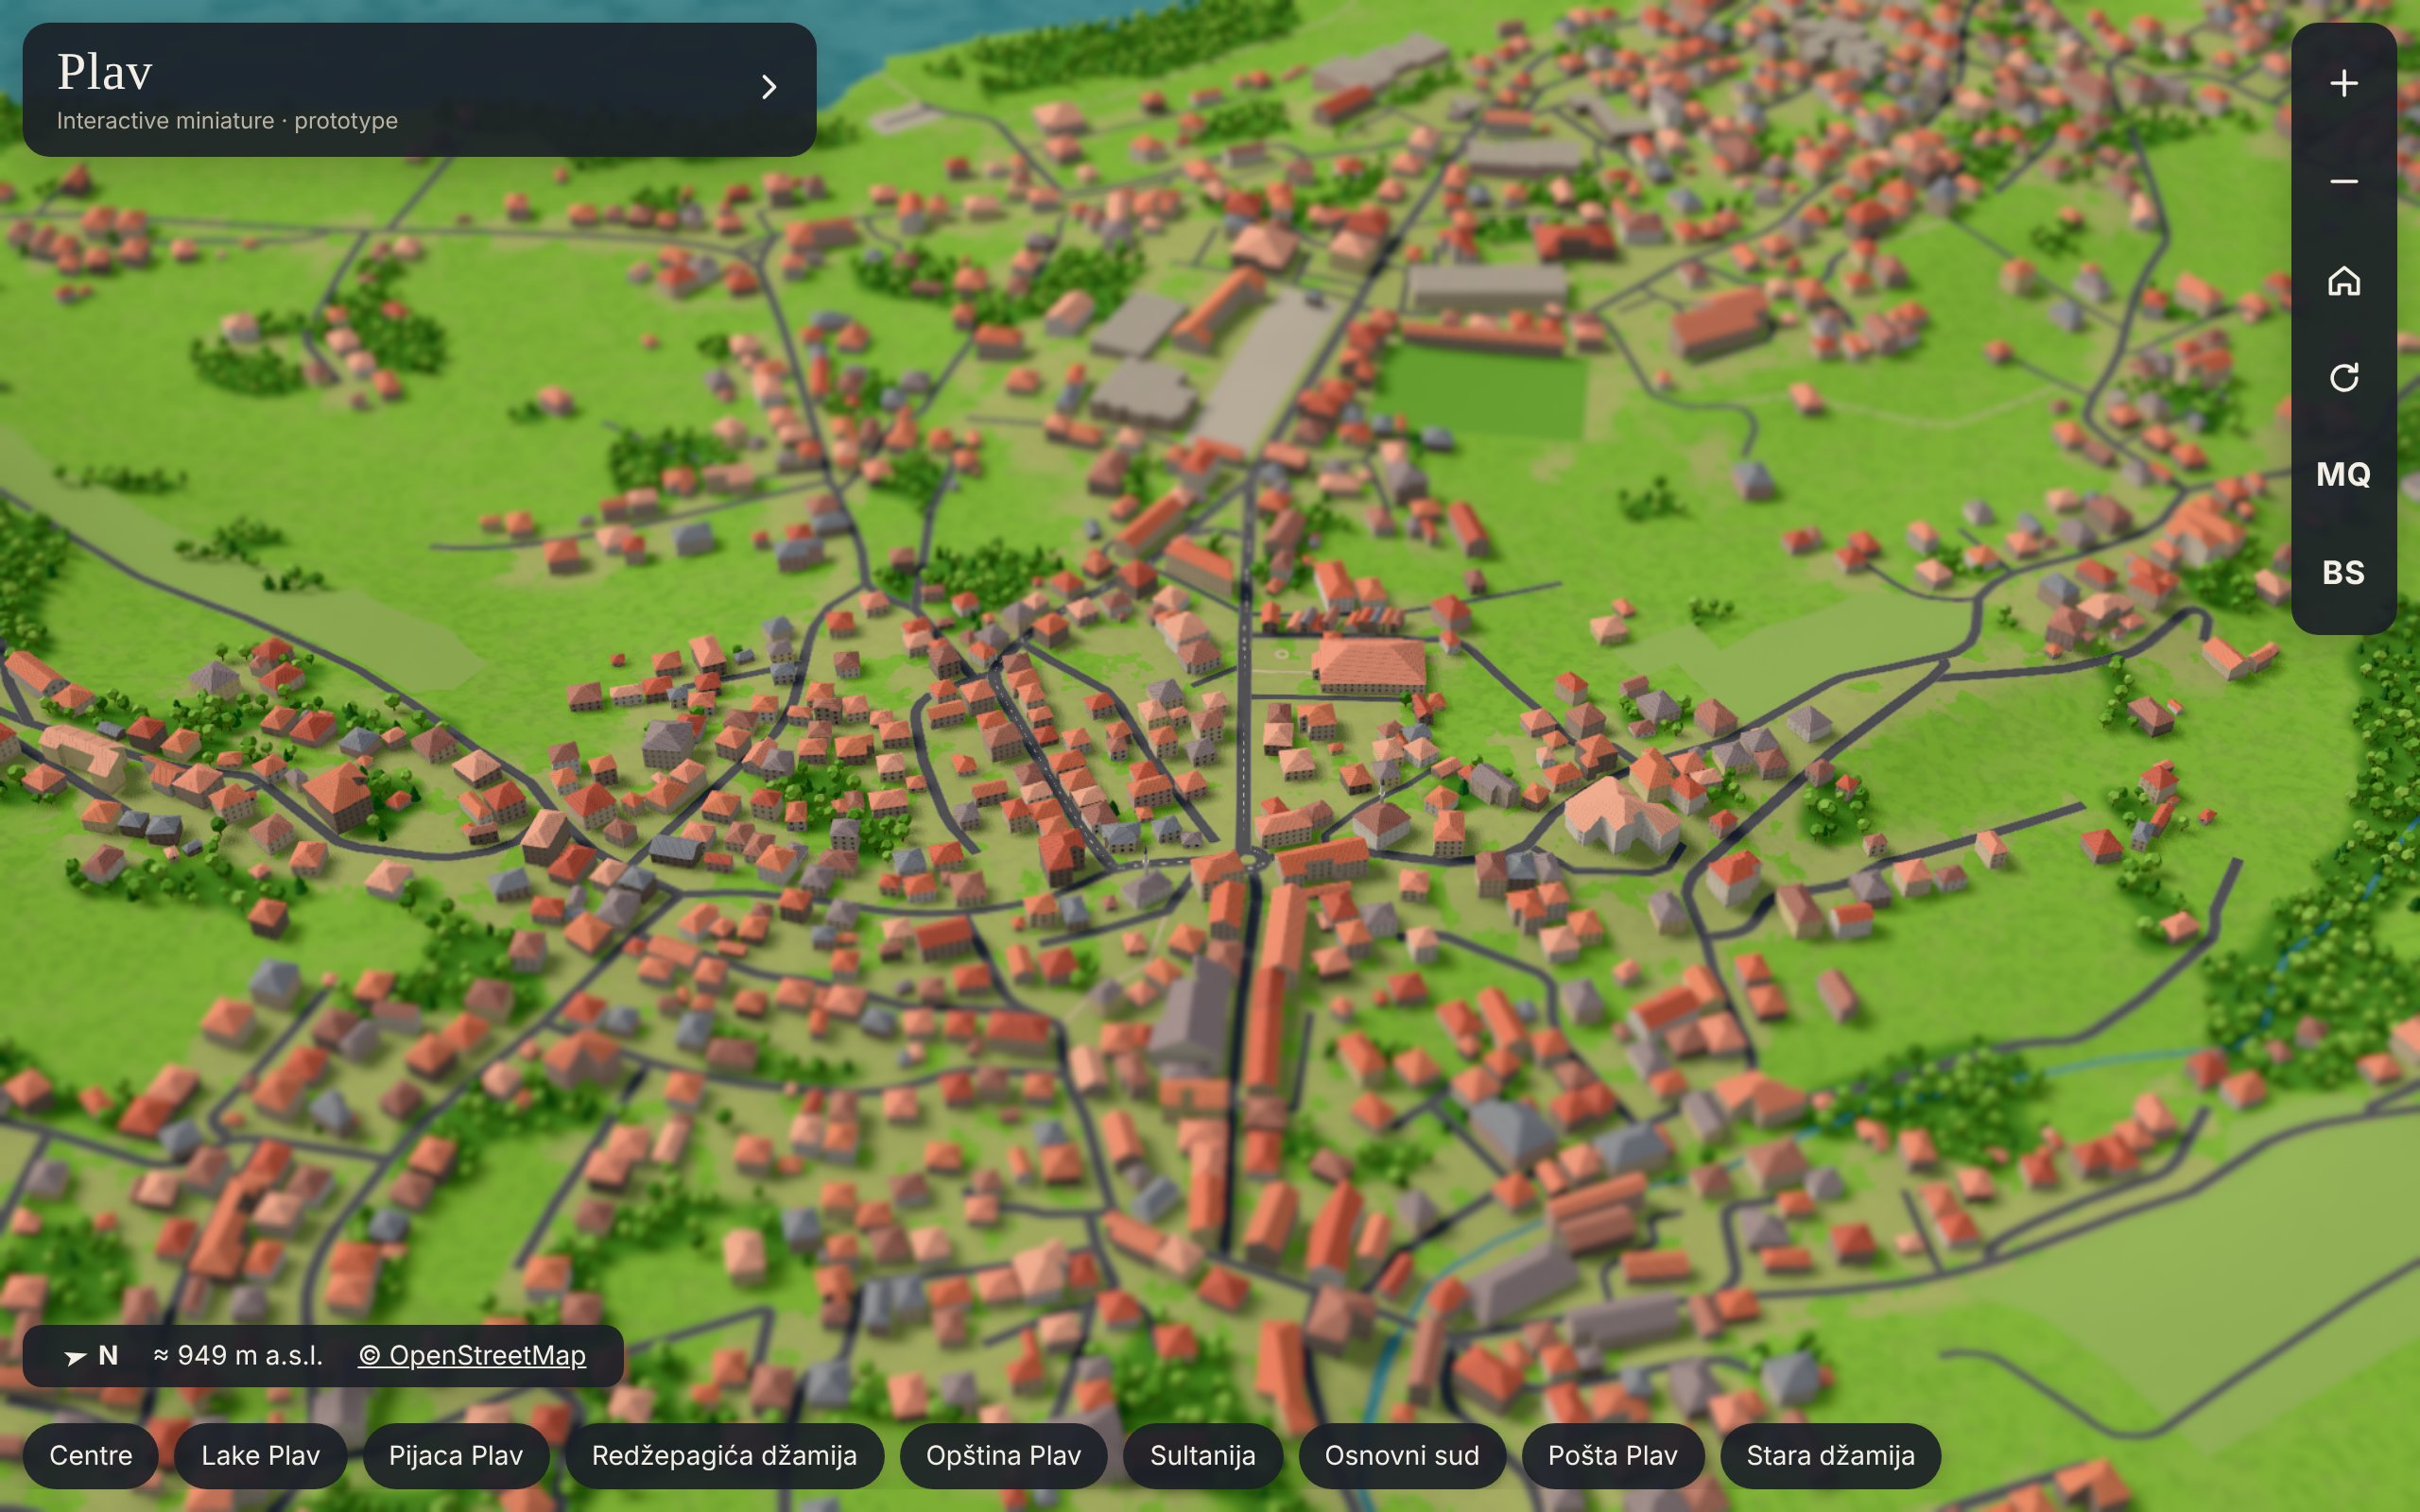 Plav
Interactive miniature · prototype
MQ
BS
N ≈ 949 m a.s.l. © OpenStreetMap
Centre
Lake Plav
Pijaca Plav
Redžepagića džamija
Opština Plav
Sultanija
Osnovni sud
Pošta Plav
Stara džamija